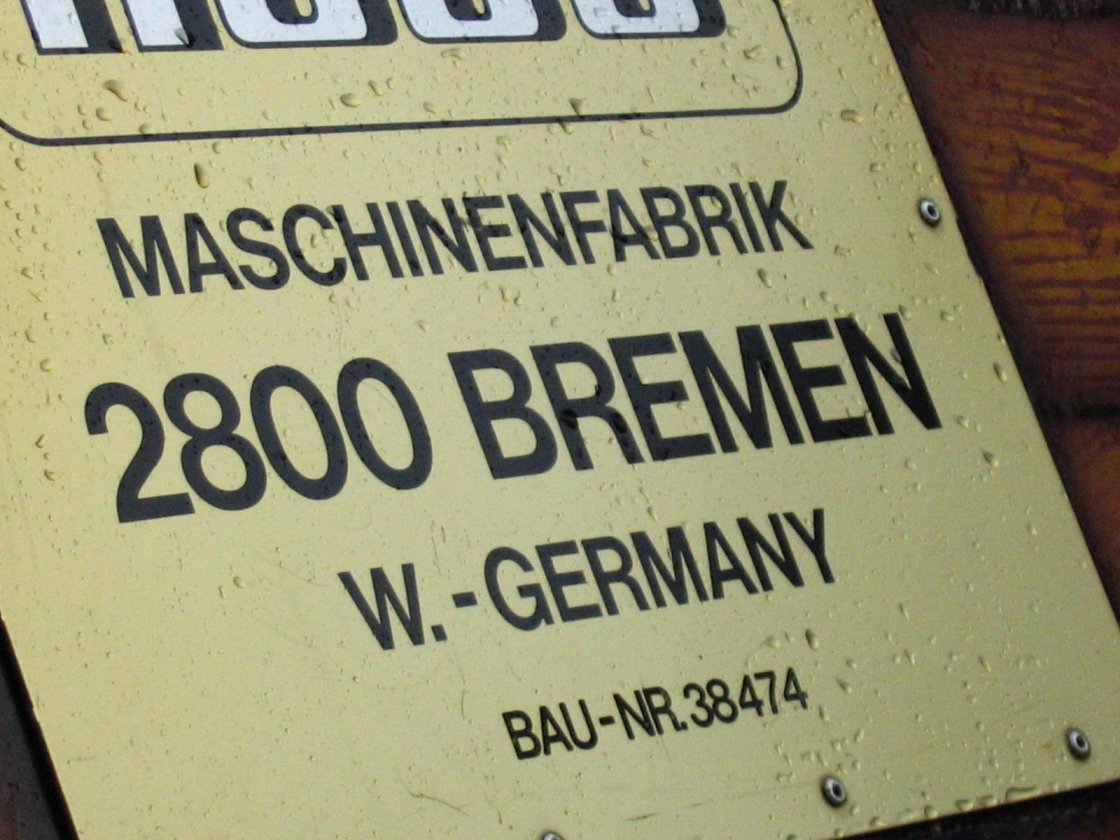 MASCHINENFABRIK
2800 BREMEN
W.-GERMANY
BAU-NR.38474